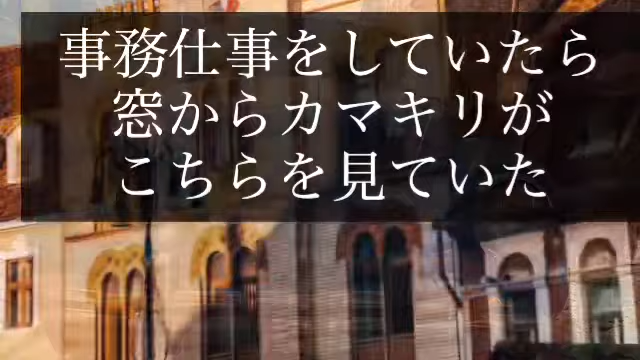 事務仕事をしていたら
窓からカマキリが
こちらを見ていた